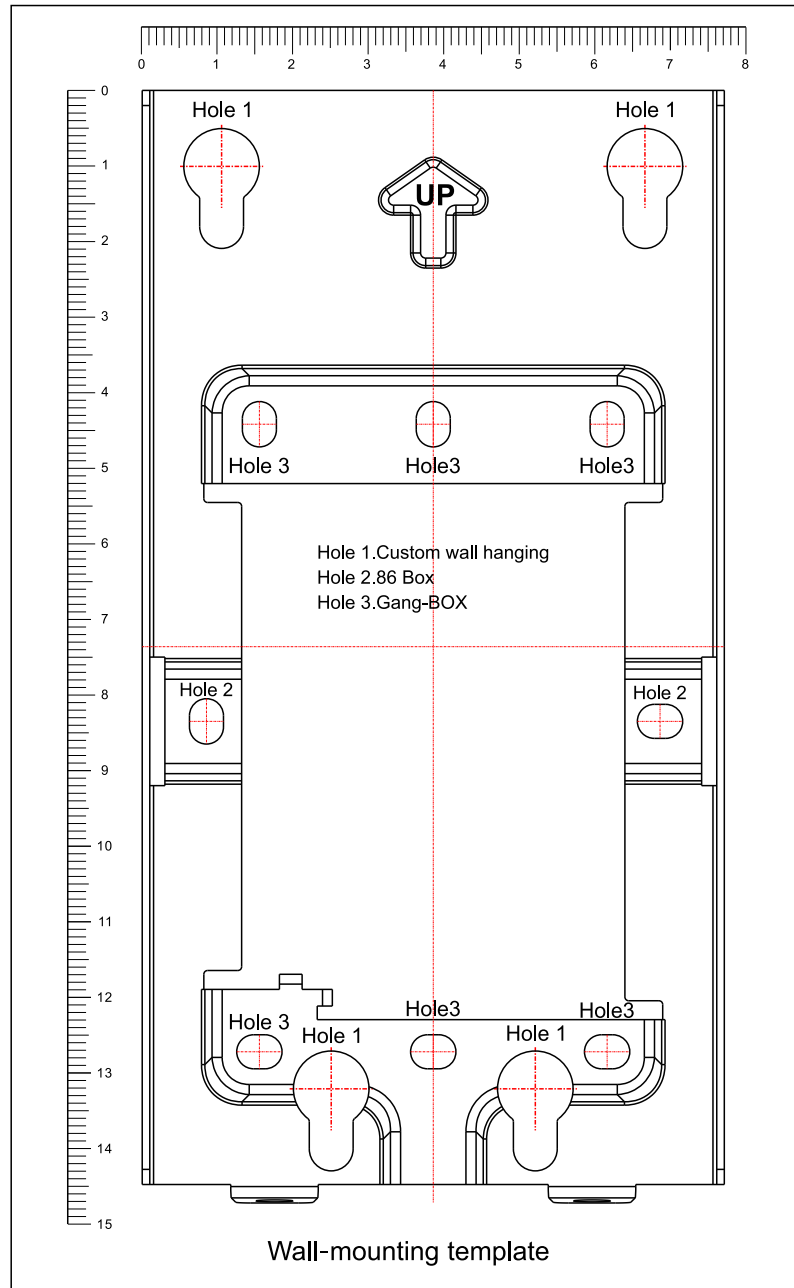 0 1 2 3 4 5 6 7 8
0
Hole 1 Hole 1
1
UP
2
3
4
Hole 3 Hole3 Hole3
5
6
Hole 1.Custom wall hanging
Hole 2.86 Box
Hole 3.Gang-BOX
7
Hole 2 Hole 2
8
9
10
11
12
Hole 3 Hole3 Hole3
Hole 1 Hole 1
13
14
15
Wall-mounting template